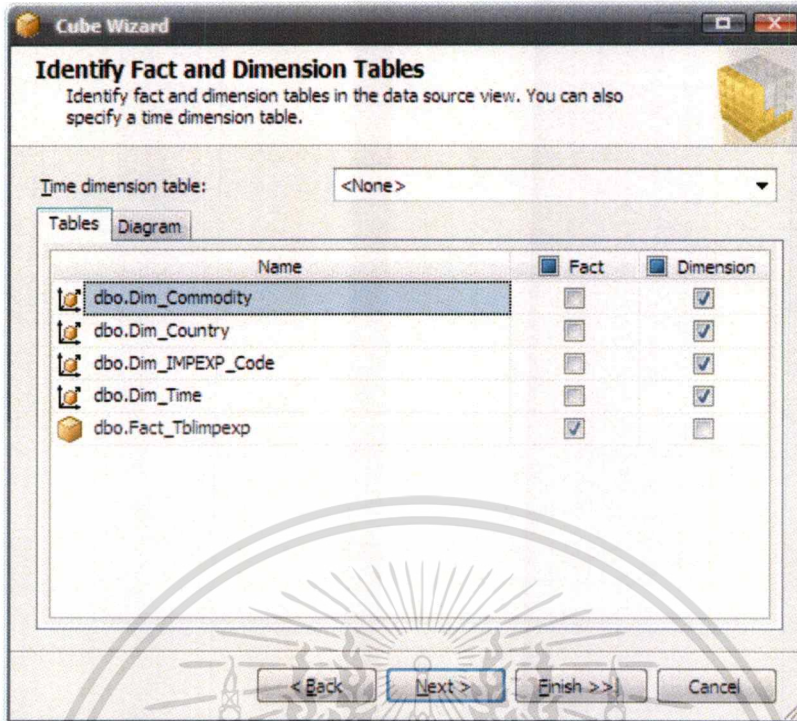 Cube Wizard
Identify Fact and Dimension Tables
Identify fact and dimension tables in the data source view. You can also
specify a time dimension table.
Time dimension table: <None>
Tables Diagram
Name Fact Dimension
dbo.Dim_Commodity
dbo.Dim_Country
dbo.Dim_IMPEXP_Code
dbo.Dim_Time
dbo.Fact_Tblimpexp
< Back Next > Finish >>| Cancel